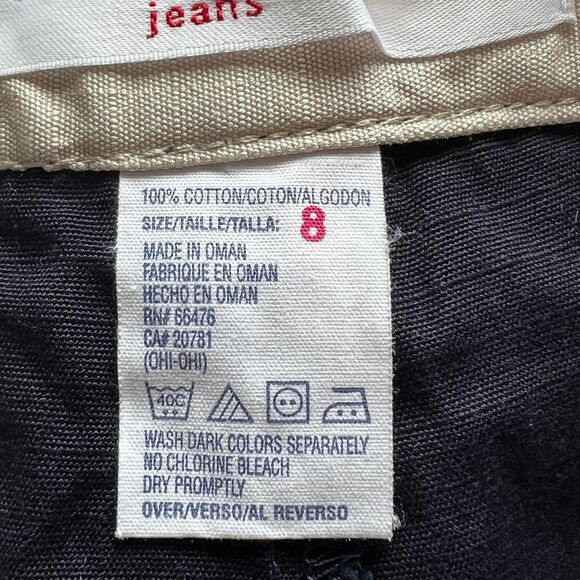 jeans
100% COTTON/COTON/ALGODON
SIZE/TAILLE/TALLA: 8
MADE IN OMAN
FABRIQUE EN OMAN
HECHO EN OMAN
RN# 66476
CA# 20781
(OHI-OHI)
40C
WASH DARK COLORS SEPARATELY
NO CHLORINE BLEACH
DRY PROMPTLY
OVER/VERSO/AL REVERSO